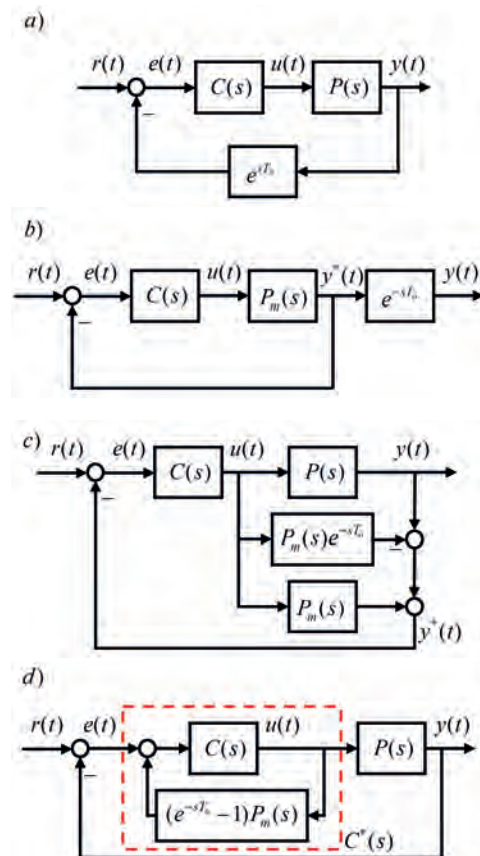 a)
r(t) e(t) C(s) u(t) P(s) y(t)
−
e^{sT₀}
b)
r(t) e(t) C(s) u(t) P_m(s) y*(t) e^{-sT₀} y(t)
−
c)
r(t) e(t) C(s) u(t) P(s) y(t)
−
P_m(s)e^{-sT₀} −
P_m(s)
y⁺(t)
d)
r(t) e(t) C(s) u(t) P(s) y(t)
−
(e^{-sT₀} −1)P_m(s)
C*(s)